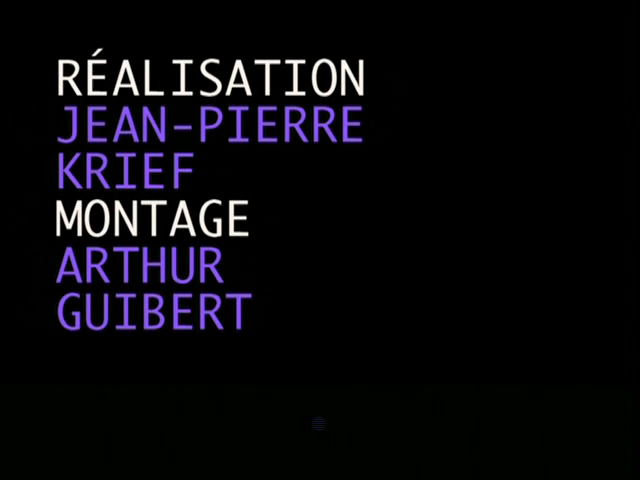 RÉALISATION
JEAN-PIERRE
KRIEF
MONTAGE
ARTHUR
GUIBERT